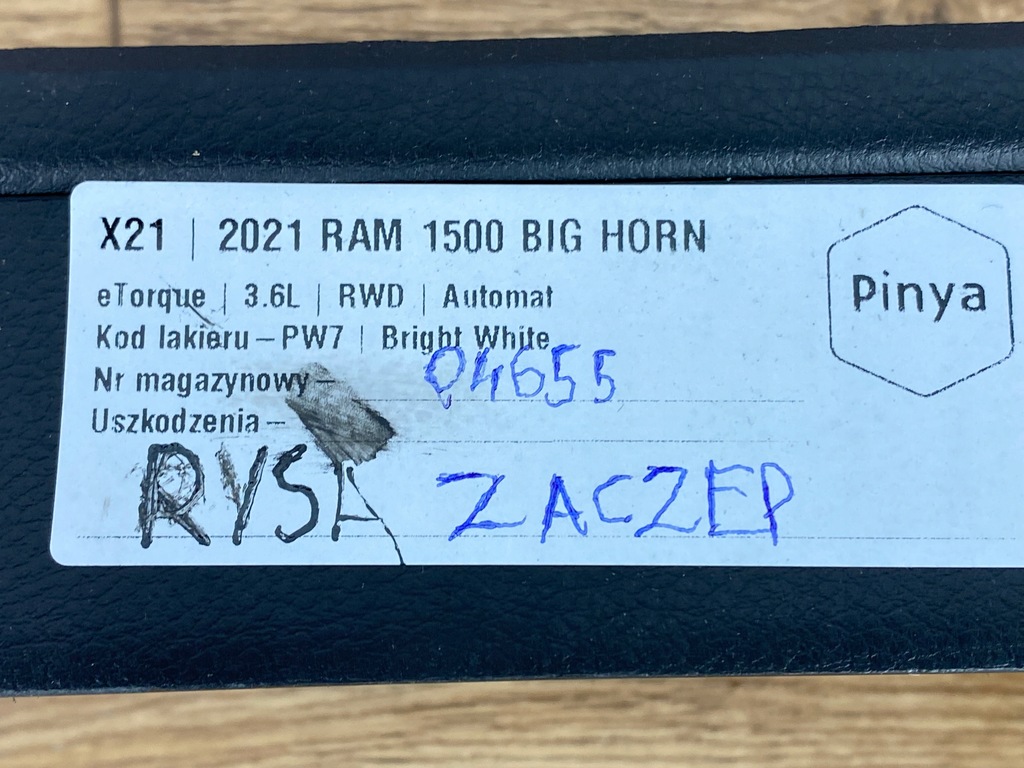 X21 | 2021 RAM 1500 BIG HORN
Pinya
eTorque | 3.6L | RWD | Automat
Kod lakieru – PW7 | Bright White
Nr magazynowy – 04655
Uszkodzenia –
RYSA ZACZEP